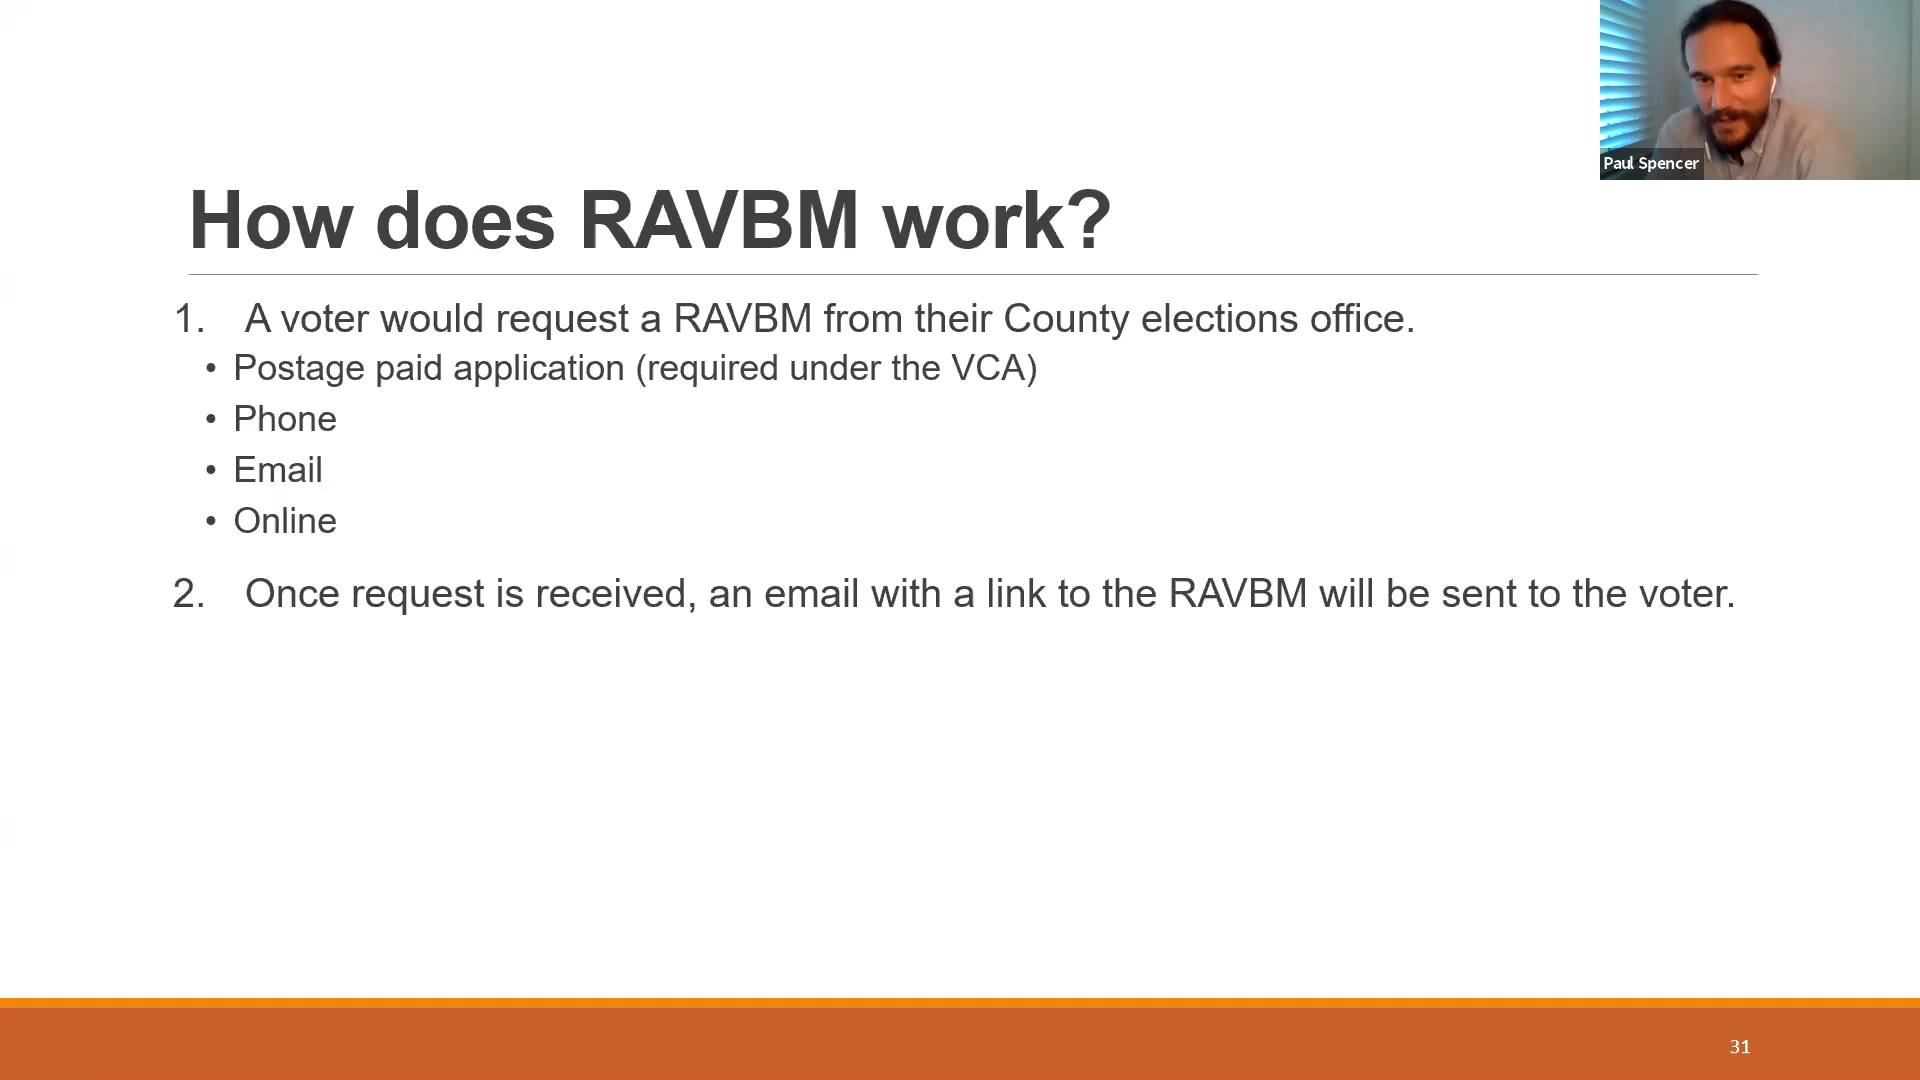 Paul Spencer
How does RAVBM work?
1. A voter would request a RAVBM from their County elections office.
• Postage paid application (required under the VCA)
• Phone
• Email
• Online
2. Once request is received, an email with a link to the RAVBM will be sent to the voter.
31